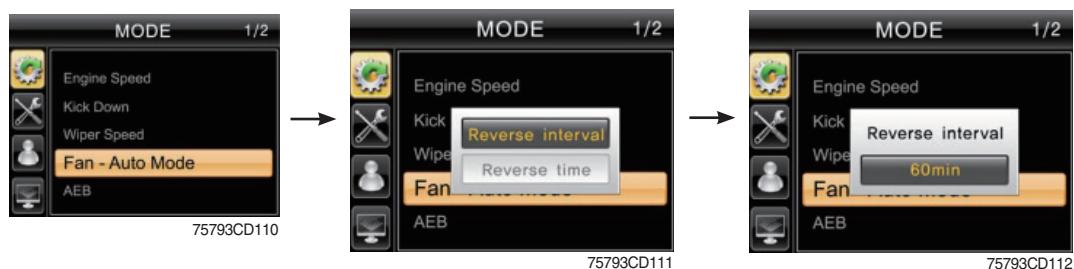 MODE 1/2
Engine Speed
Kick Down
Wiper Speed
Fan - Auto Mode
AEB
75793CD110
MODE 1/2
Engine Speed
Kick
Reverse interval
Wipe
Reverse time
Fan
AEB
75793CD111
MODE 1/2
Engine Speed
Kick
Reverse interval
Wipe
60min
Fan
AEB
75793CD112